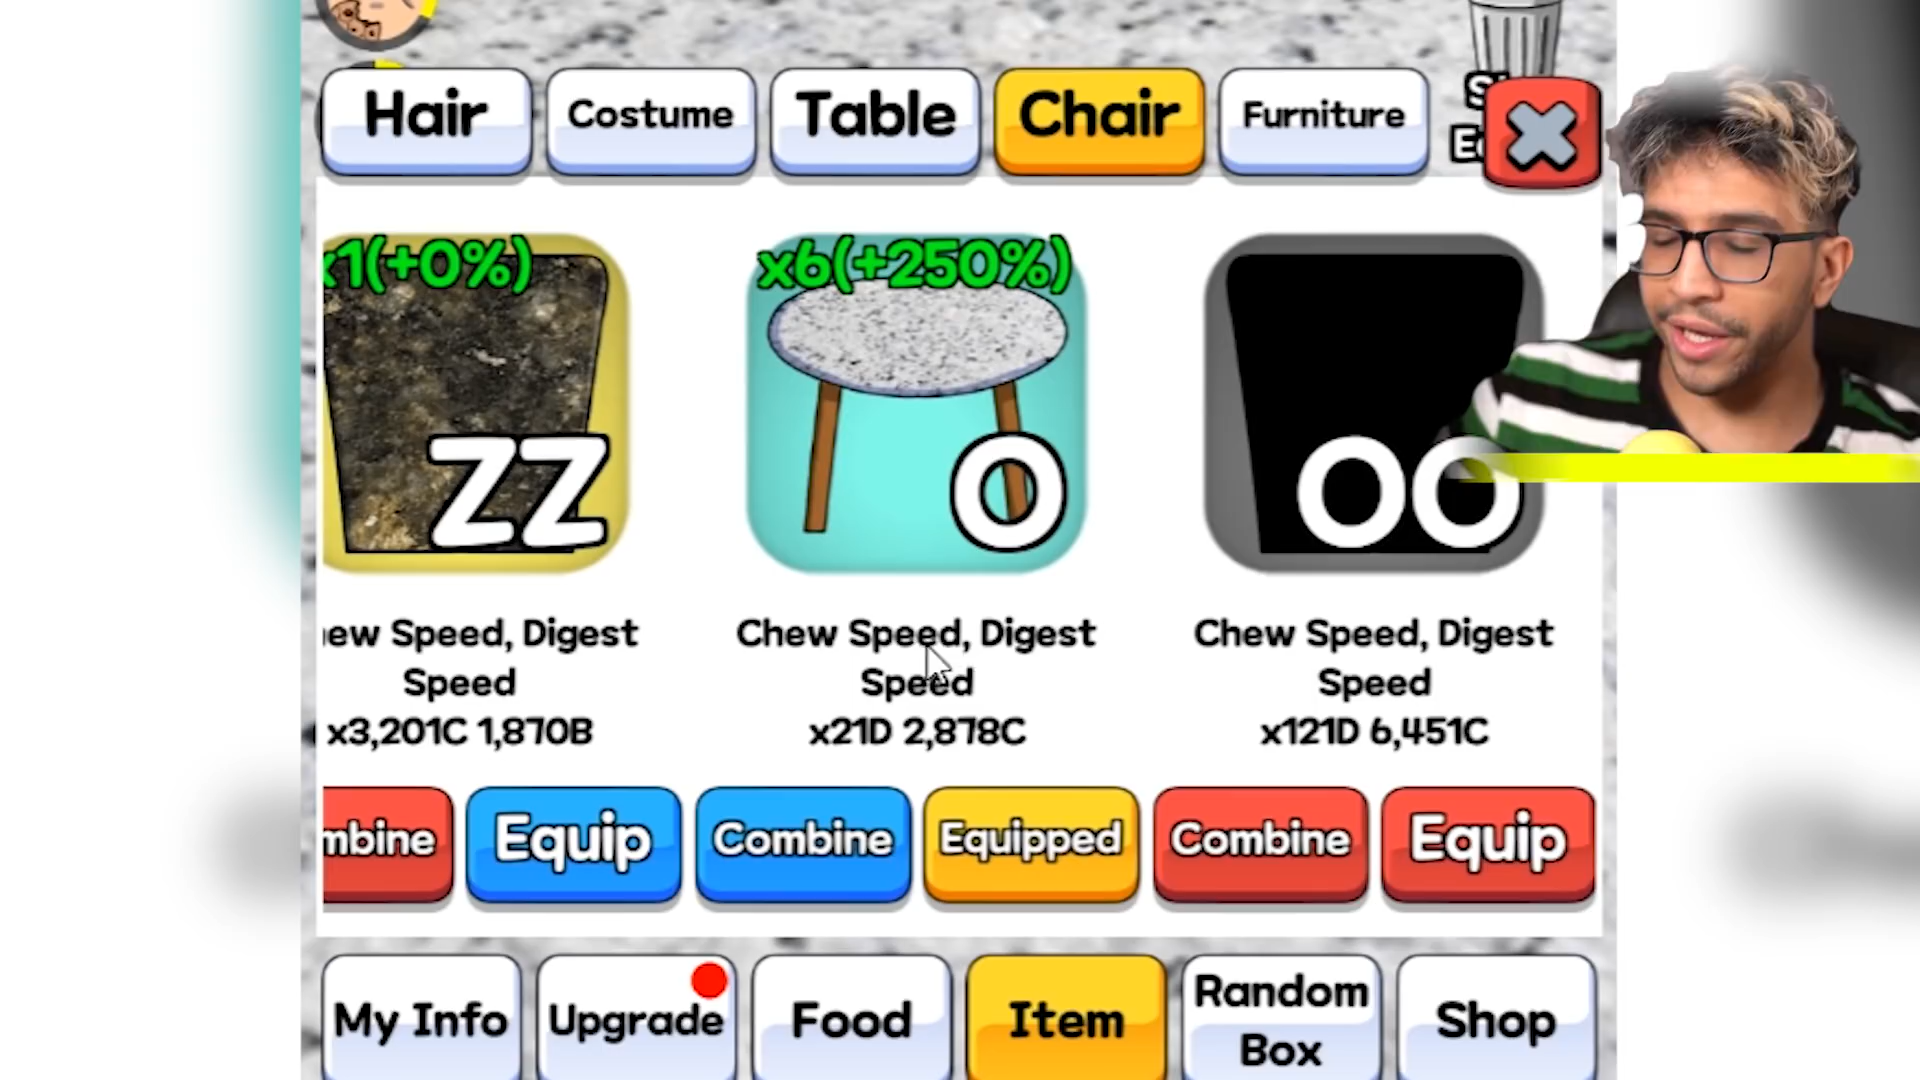 Hair
Costume
Table
Chair
Furniture
x1(+0%)
ZZ
ew Speed, Digest
Speed
x3,201C 1,870B
mbine
Equip
x6(+250%)
O
Chew Speed, Digest
Speed
x21D 2,878C
Combine
Equipped
OO
Chew Speed, Digest
Speed
x121D 6,451C
Combine
Equip
My Info
Upgrade
Food
Item
Random
Box
Shop